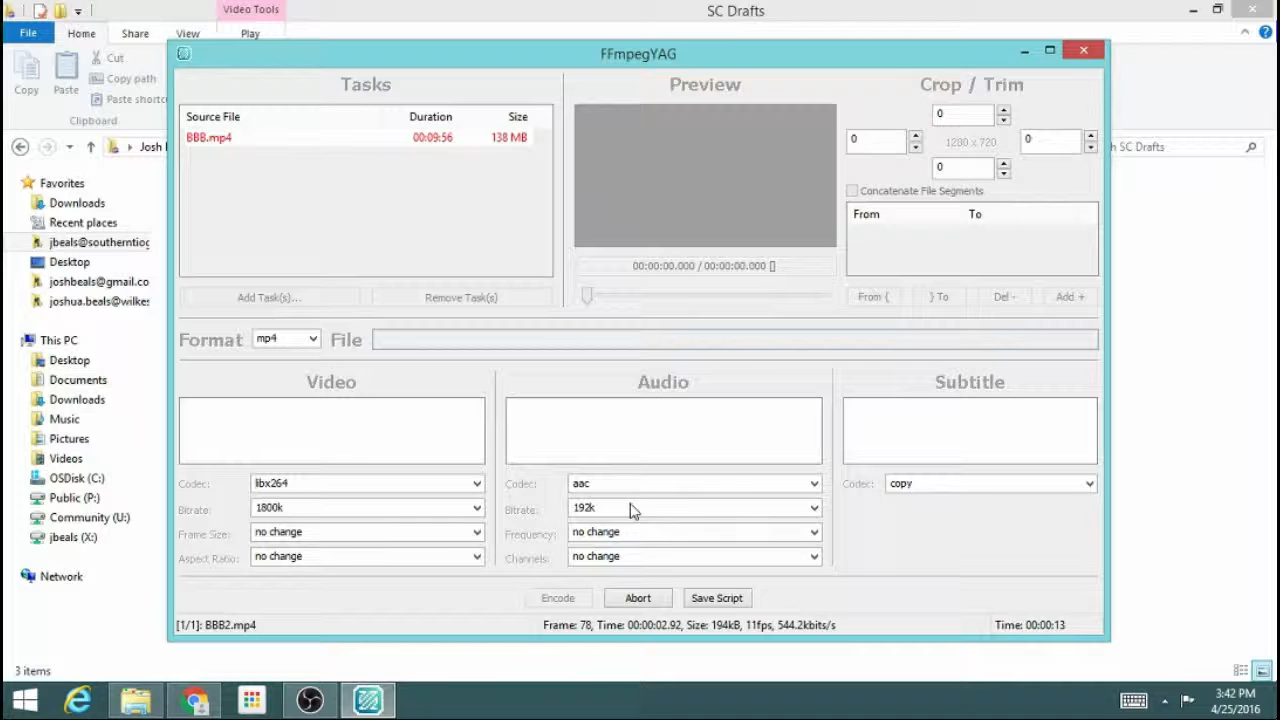 Video Tools
SC Drafts
File
Home
Share
View
Play
Copy
Paste
Cut
Copy path
Paste shortc
Clipboard
Josh
h SC Drafts
Favorites
Downloads
Recent places
jbeals@southerntiog
Desktop
joshbeals@gmail.co
joshua.beals@wilkes
This PC
Desktop
Documents
Downloads
Music
Pictures
Videos
OSDisk (C:)
Public (P:)
Community (U:)
jbeals (X:)
Network
3 items
FFmpegYAG
Tasks
Source File Duration Size
BBB.mp4 00:09:56 138 MB
Add Task(s)... Remove Task(s)
Preview
00:00:00.000 / 00:00:00.000 []
Crop / Trim
0
0 1280 x 720 0
0
Concatenate File Segments
From To
From { } To Del - Add +
Format mp4 File
Video
Codec: libx264
Bitrate: 1800k
Frame Size: no change
Aspect Ratio: no change
Audio
Codec: aac
Bitrate: 192k
Frequency: no change
Channels: no change
Subtitle
Codec: copy
Encode Abort Save Script
[1/1]: BBB2.mp4 Frame: 78, Time: 00:00:02.92, Size: 194kB, 11fps, 544.2kbits/s Time: 00:00:13
3:42 PM
4/25/2016